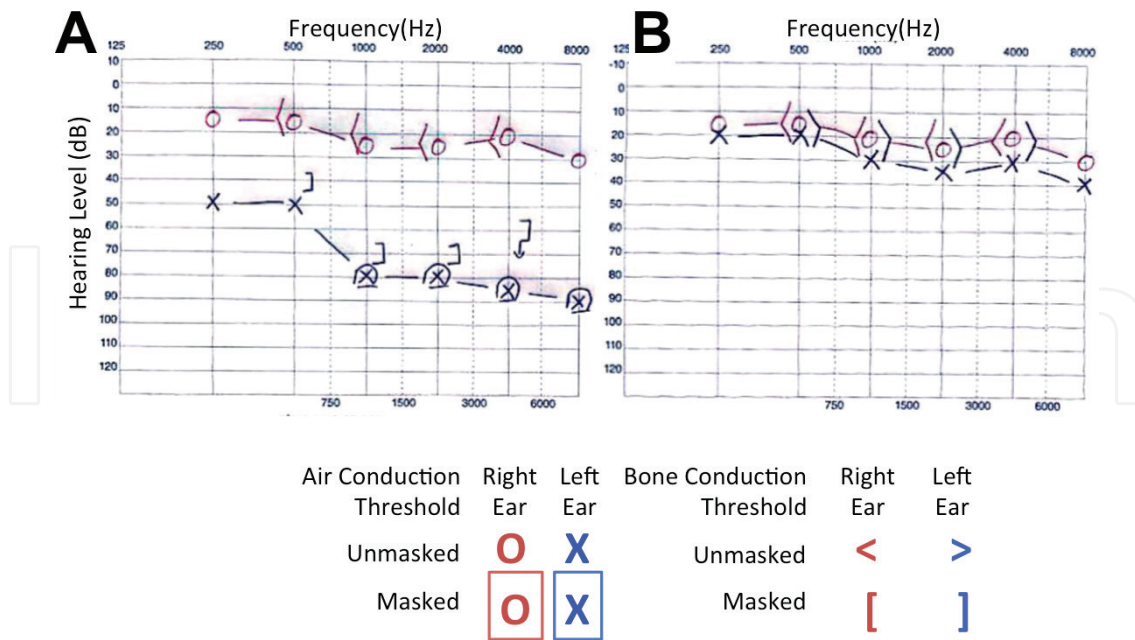 A
Frequency(Hz)
125 250 500 1000 2000 4000 8000
Hearing Level (dB)
10
0
10
20
30
40
50
60
70
80
90
100
110
120
750 1500 3000 6000
B
Frequency(Hz)
125 250 500 1000 2000 4000 8000
-10
0
10
20
30
40
50
60
70
80
90
100
110
120
750 1500 3000 6000
Air Conduction Right Left Bone Conduction Right Left
Threshold Ear Ear Threshold Ear Ear
Unmasked O X Unmasked < >
Masked O X Masked [ ]